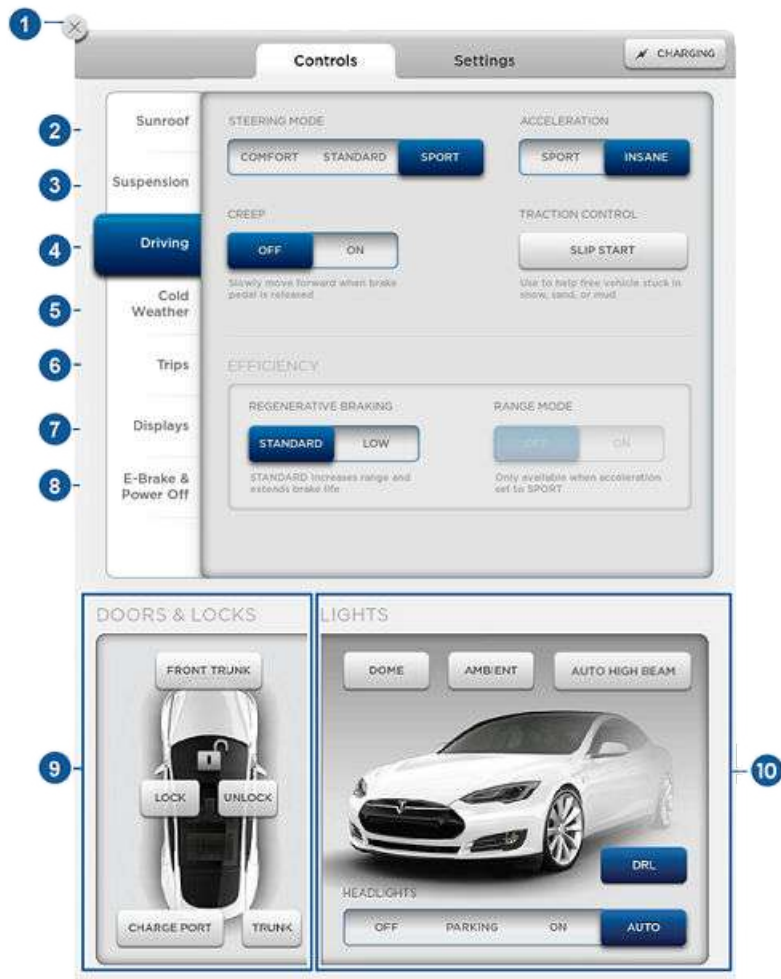 1
Controls
Settings
CHARGING
2
Sunroof
3
Suspension
4
Driving
5
Cold
Weather
6
Trips
7
Displays
8
E-Brake &
Power Off
STEERING MODE
COMFORT STANDARD SPORT
ACCELERATION
SPORT INSANE
CREEP
OFF ON
Slowly move forward when brake
pedal is released
TRACTION CONTROL
SLIP START
Use to help free vehicle stuck in
snow, sand, or mud
EFFICIENCY
REGENERATIVE BRAKING
STANDARD LOW
STANDARD increases range and
extends brake life
RANGE MODE
OFF ON
Only available when acceleration
set to SPORT
9
DOORS & LOCKS
FRONT TRUNK
LOCK UNLOCK
CHARGE PORT TRUNK
10
LIGHTS
DOME AMBIENT AUTO HIGH BEAM
DRL
HEADLIGHTS
OFF PARKING ON AUTO